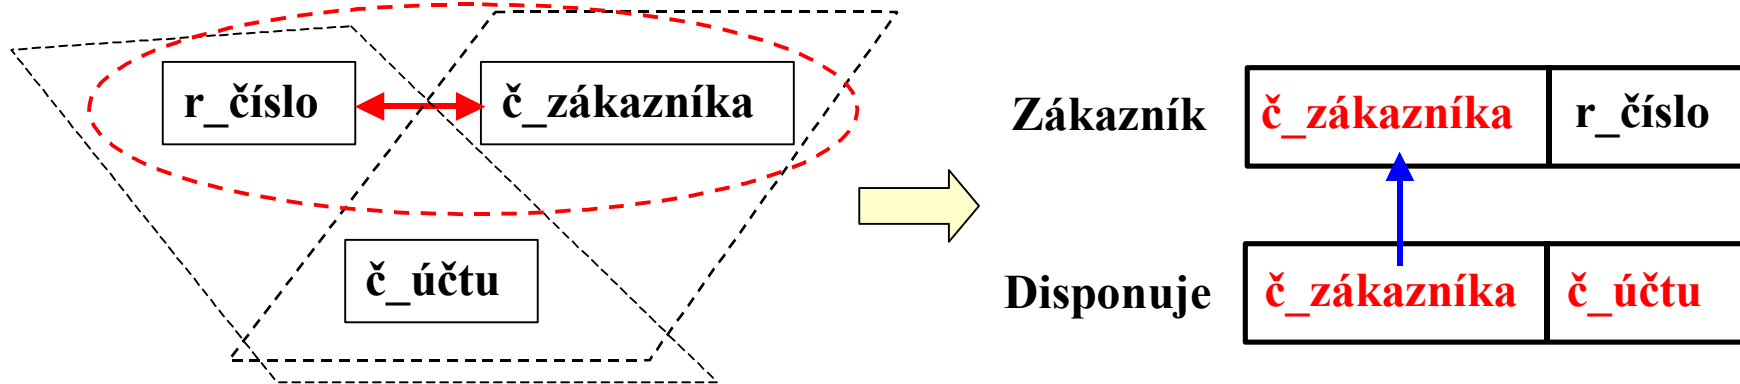 r_číslo č_zákazníka
č_účtu
Zákazník č_zákazníka r_číslo
Disponuje č_zákazníka č_účtu